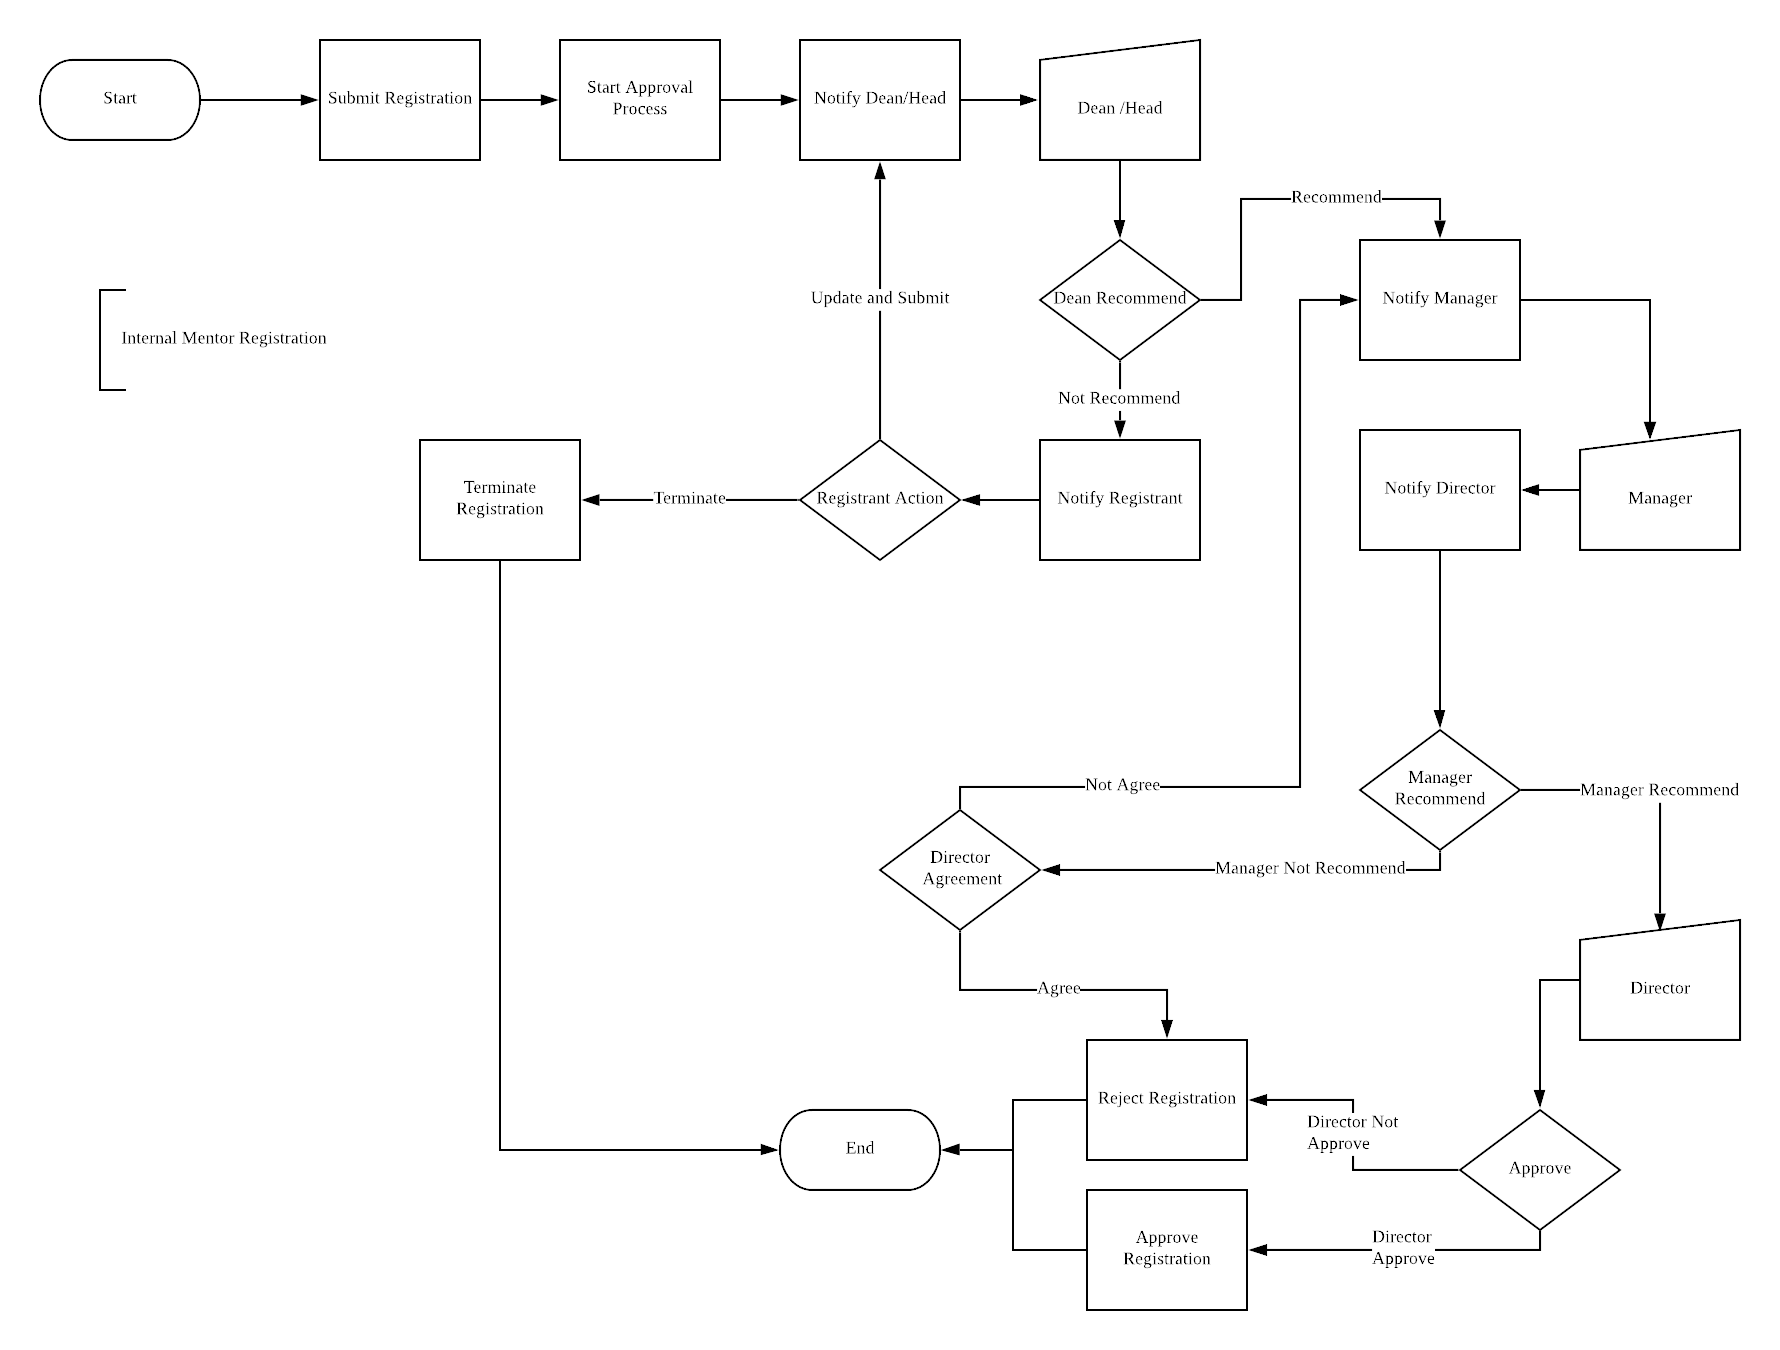 Start
Submit Registration
Start Approval
Process
Notify Dean/Head
Dean /Head
Recommend
Update and Submit
Dean Recommend
Notify Manager
Internal Mentor Registration
Not Recommend
Terminate
Registration
Terminate
Registrant Action
Notify Registrant
Notify Director
Manager
Not Agree
Manager
Recommend
Manager Recommend
Director
Agreement
Manager Not Recommend
Agree
Director
Reject Registration
Director Not
Approve
End
Approve
Approve
Registration
Director
Approve